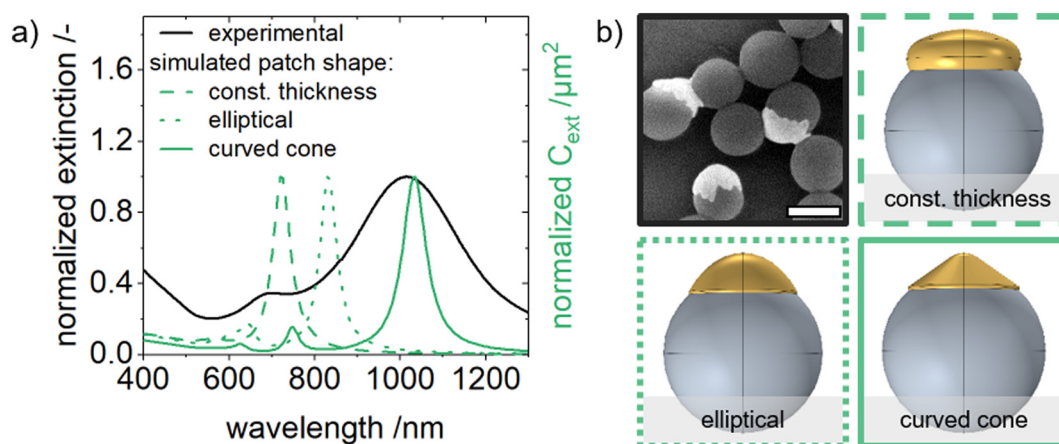 a)
normalized extinction /-
1.6
1.2
0.8
0.4
0.0
400
600
800
1000
1200
wavelength /nm
normalized C_ext /µm²
experimental
simulated patch shape:
const. thickness
elliptical
curved cone
b)
const. thickness
elliptical
curved cone